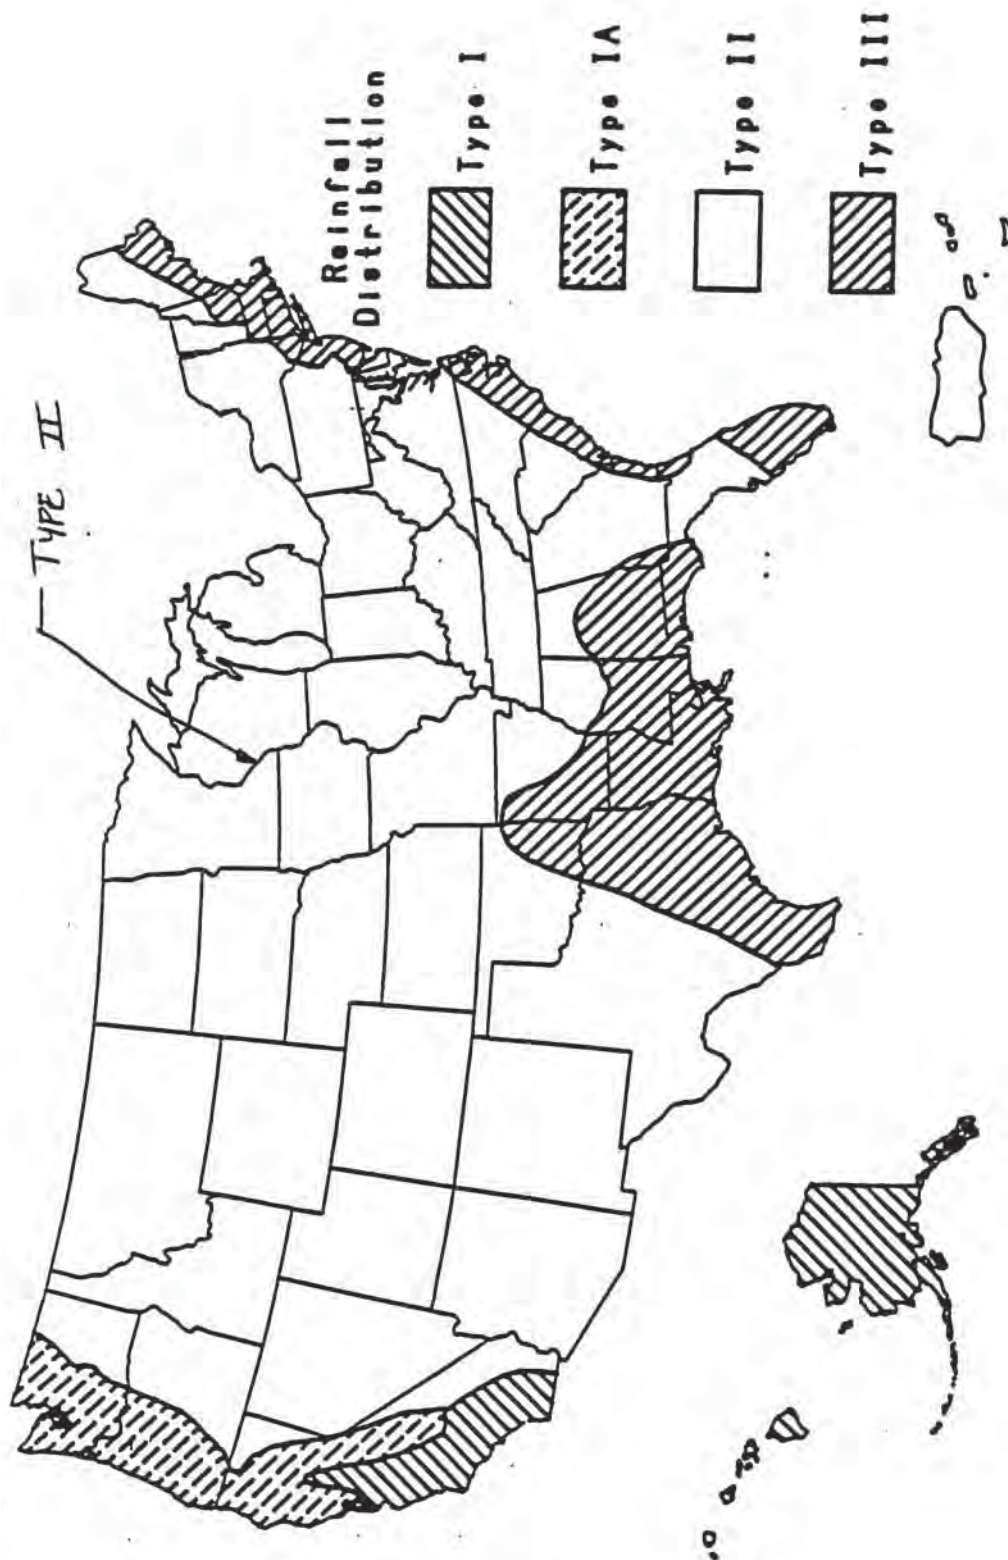 TYPE II
Rainfall
Distribution
Type I
Type IA
Type II
Type III